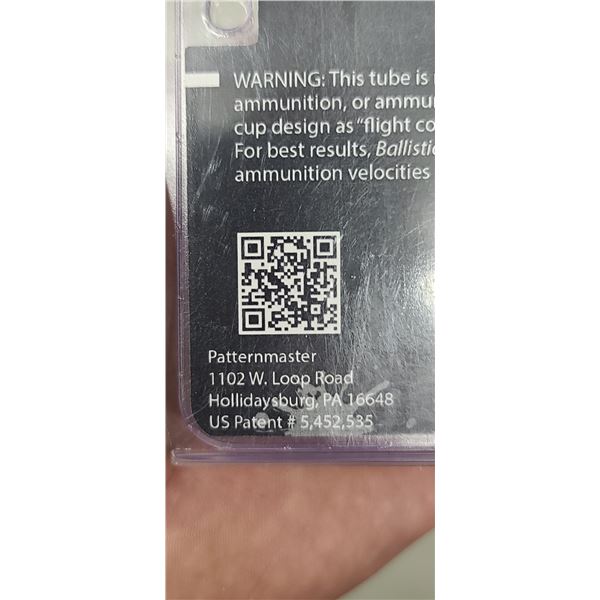 WARNING: This tube is
ammunition, or ammu
cup design as "flight co
For best results, Ballistic
ammunition velocities
Patternmaster
1102 W. Loop Road
Hollidaysburg, PA 16648
US Patent # 5,452,535